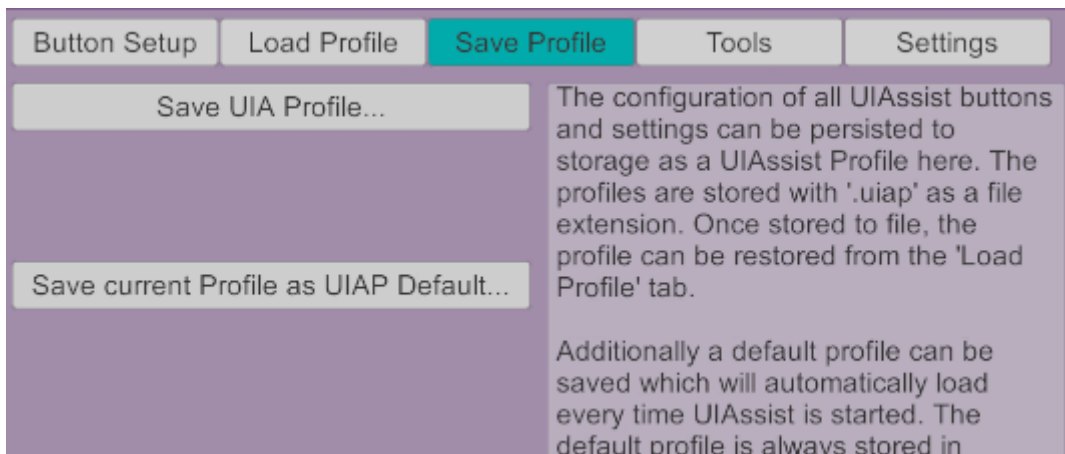 Button Setup
Load Profile
Save Profile
Tools
Settings
Save UIA Profile...
Save current Profile as UIAP Default...
The configuration of all UIAssist buttons
and settings can be persisted to
storage as a UIAssist Profile here. The
profiles are stored with '.uiap' as a file
extension. Once stored to file, the
profile can be restored from the 'Load
Profile' tab.
Additionally a default profile can be
saved which will automatically load
every time UIAssist is started. The
default profile is always stored in